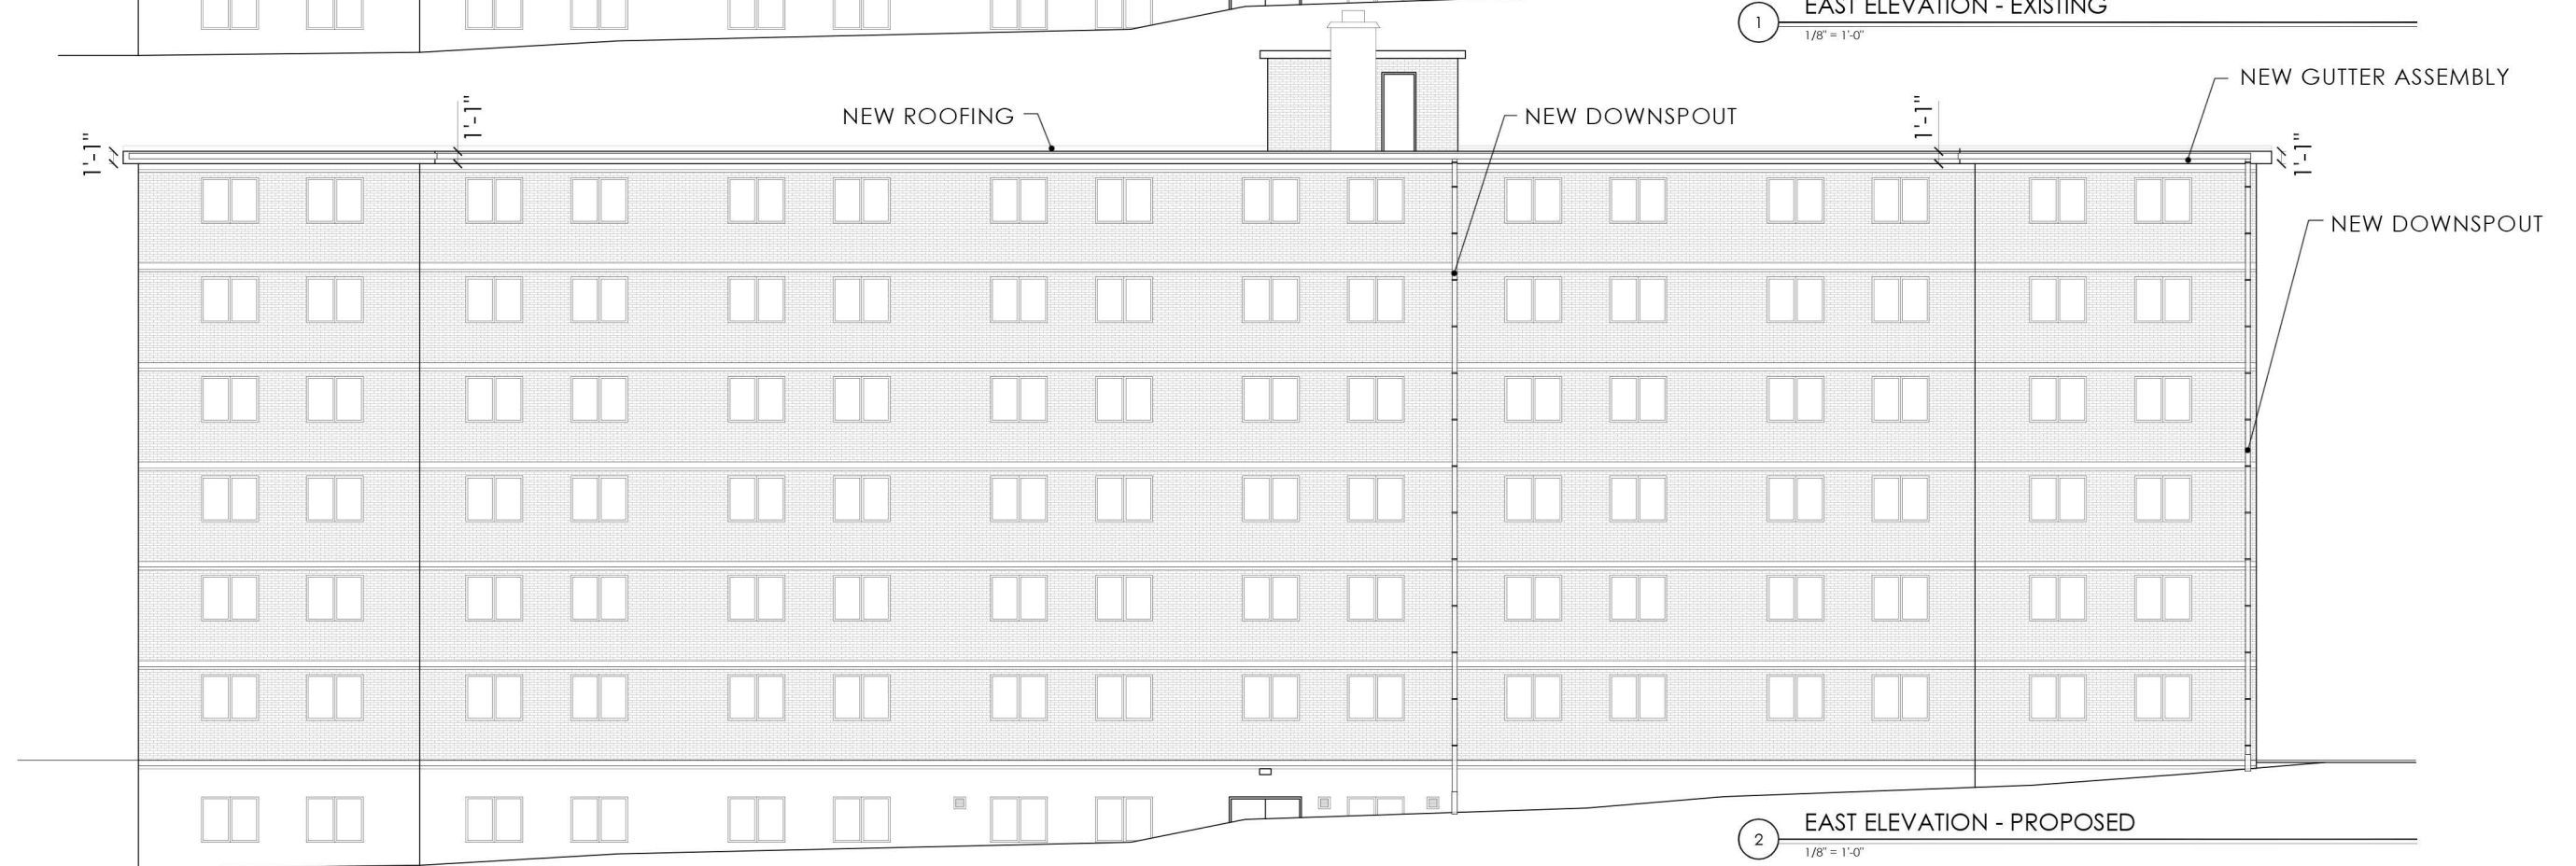 1
EAST ELEVATION - EXISTING
1/8" = 1'-0"
NEW GUTTER ASSEMBLY
1'-1"
1'-1"
NEW ROOFING
NEW DOWNSPOUT
1'-1"
1'-1"
NEW DOWNSPOUT
2
EAST ELEVATION - PROPOSED
1/8" = 1'-0"